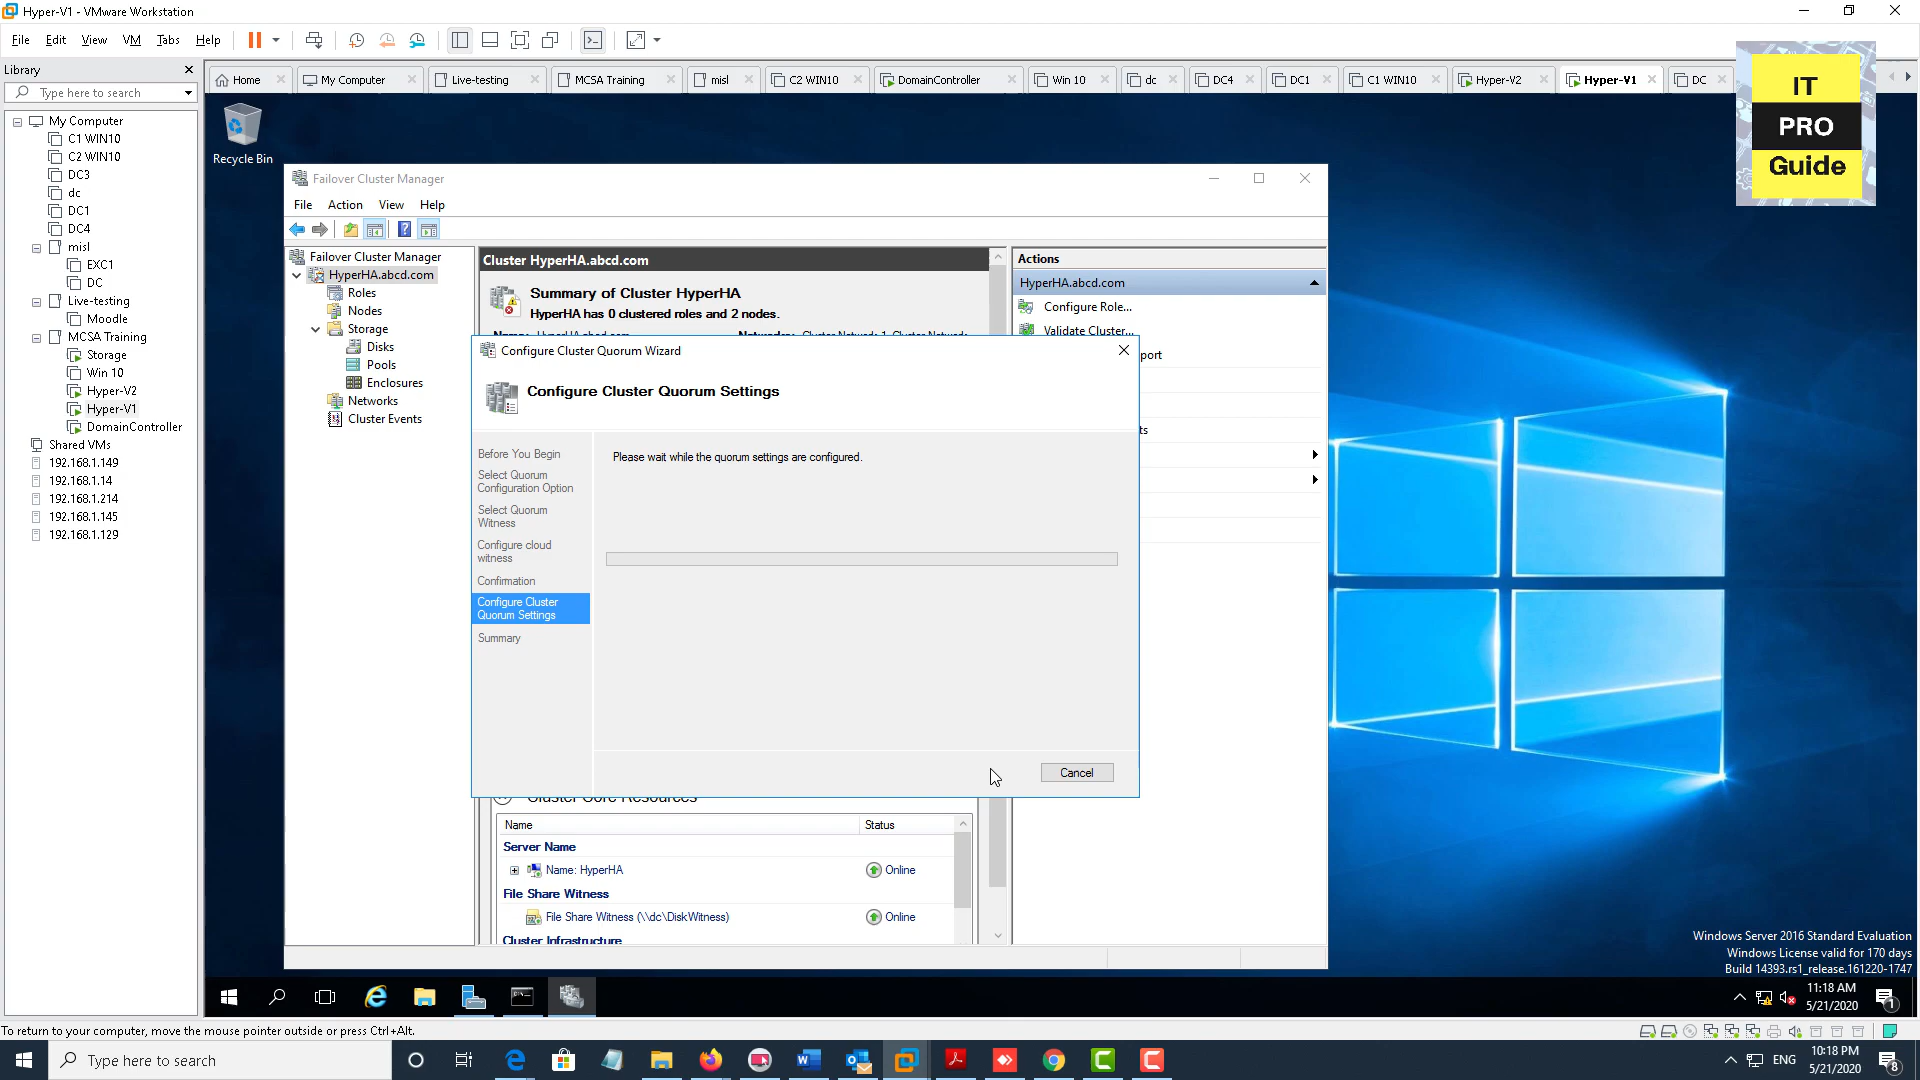 Hyper-V1 - VMware Workstation
File Edit View VM Tabs Help
Library
Type here to search
My Computer
C1 WIN10
C2 WIN10
DC3
dc
DC1
DC4
misl
EXC1
DC
Live-testing
Moodle
MCSA Training
Storage
Win 10
Hyper-V2
Hyper-V1
DomainController
Shared VMs
192.168.1.149
192.168.1.14
192.168.1.214
192.168.1.145
192.168.1.129
Home My Computer Live-testing MCSA Training misl C2 WIN10 DomainController Win 10 dc DC4 DC1 C1 WIN10 Hyper-V2 Hyper-V1 DC
IT
PRO
Guide
Recycle Bin
Failover Cluster Manager
File Action View Help
Failover Cluster Manager
HyperHA.abcd.com
Roles
Nodes
Storage
Disks
Pools
Enclosures
Networks
Cluster Events
Cluster HyperHA.abcd.com
Summary of Cluster HyperHA
HyperHA has 0 clustered roles and 2 nodes.
Actions
HyperHA.abcd.com
Configure Role...
Validate Cluster...
port
ts
Configure Cluster Quorum Wizard
Configure Cluster Quorum Settings
Before You Begin
Select Quorum
Configuration Option
Select Quorum
Witness
Configure cloud
witness
Confirmation
Configure Cluster
Quorum Settings
Summary
Please wait while the quorum settings are configured.
Cancel
Cluster Core Resources
Name Status
Server Name
Name: HyperHA Online
File Share Witness
File Share Witness (\\dc\DiskWitness) Online
Cluster Infrastructure
Windows Server 2016 Standard Evaluation
Windows License valid for 170 days
Build 14393.rs1_release.161220-1747
11:18 AM
5/21/2020
1
To return to your computer, move the mouse pointer outside or press Ctrl+Alt.
Type here to search
ENG
10:18 PM
5/21/2020
8